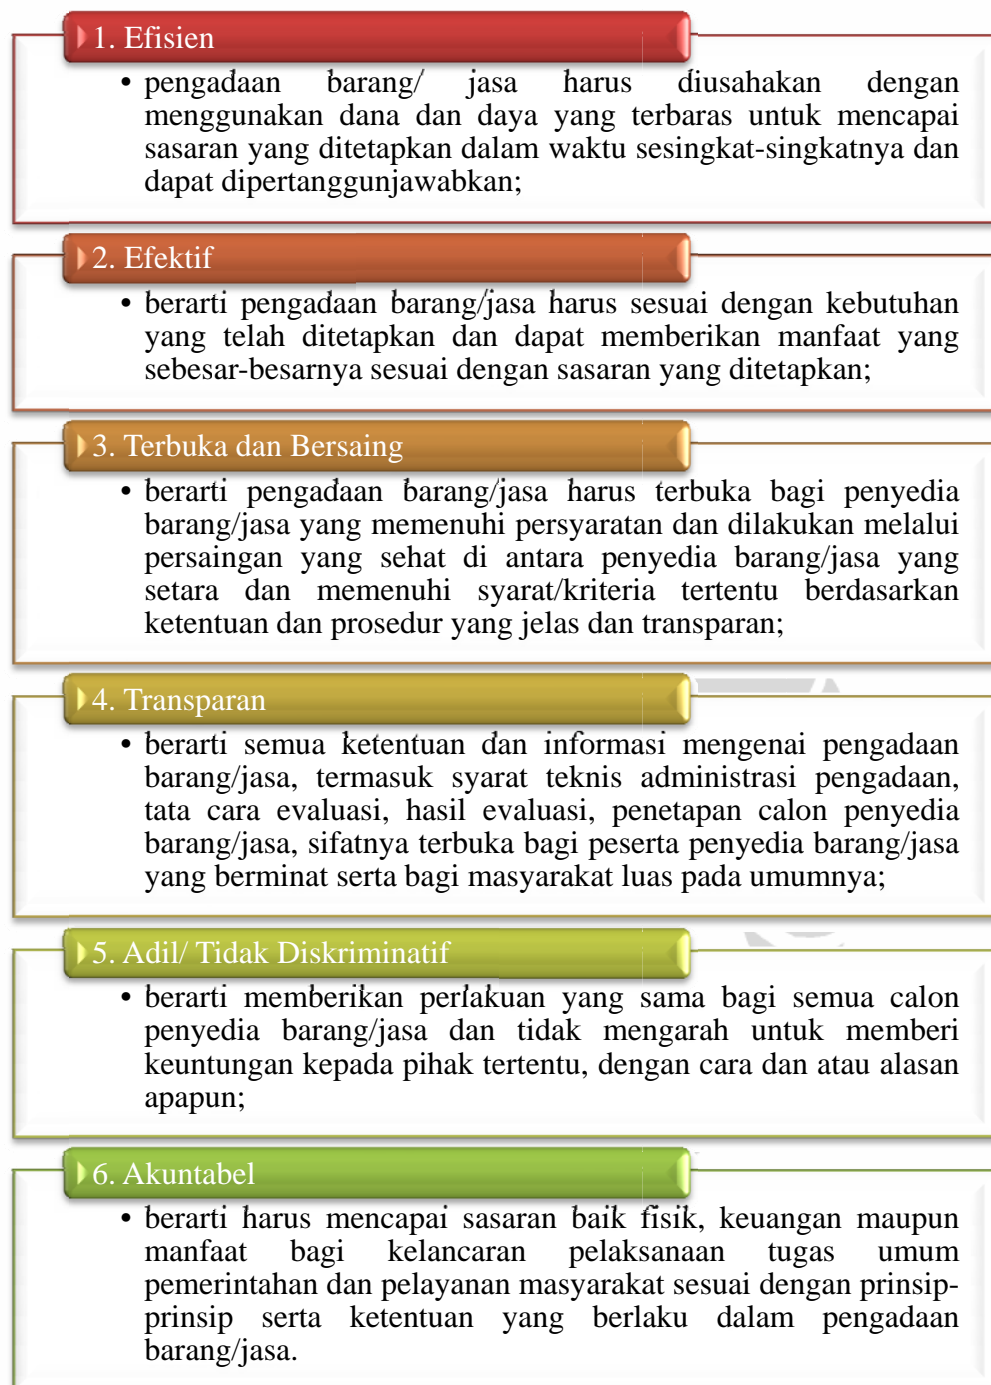 1. Efisien
• pengadaan barang/ jasa harus diusahakan dengan
menggunakan dana dan daya yang terbaras untuk mencapai
sasaran yang ditetapkan dalam waktu sesingkat-singkatnya dan
dapat dipertanggunjawabkan;
2. Efektif
• berarti pengadaan barang/jasa harus sesuai dengan kebutuhan
yang telah ditetapkan dan dapat memberikan manfaat yang
sebesar-besarnya sesuai dengan sasaran yang ditetapkan;
3. Terbuka dan Bersaing
• berarti pengadaan barang/jasa harus terbuka bagi penyedia
barang/jasa yang memenuhi persyaratan dan dilakukan melalui
persaingan yang sehat di antara penyedia barang/jasa yang
setara dan memenuhi syarat/kriteria tertentu berdasarkan
ketentuan dan prosedur yang jelas dan transparan;
4. Transparan
• berarti semua ketentuan dan informasi mengenai pengadaan
barang/jasa, termasuk syarat teknis administrasi pengadaan,
tata cara evaluasi, hasil evaluasi, penetapan calon penyedia
barang/jasa, sifatnya terbuka bagi peserta penyedia barang/jasa
yang berminat serta bagi masyarakat luas pada umumnya;
5. Adil/ Tidak Diskriminatif
• berarti memberikan perlakuan yang sama bagi semua calon
penyedia barang/jasa dan tidak mengarah untuk memberi
keuntungan kepada pihak tertentu, dengan cara dan atau alasan
apapun;
6. Akuntabel
• berarti harus mencapai sasaran baik fisik, keuangan maupun
manfaat bagi kelancaran pelaksanaan tugas umum
pemerintahan dan pelayanan masyarakat sesuai dengan prinsip-
prinsip serta ketentuan yang berlaku dalam pengadaan
barang/jasa.